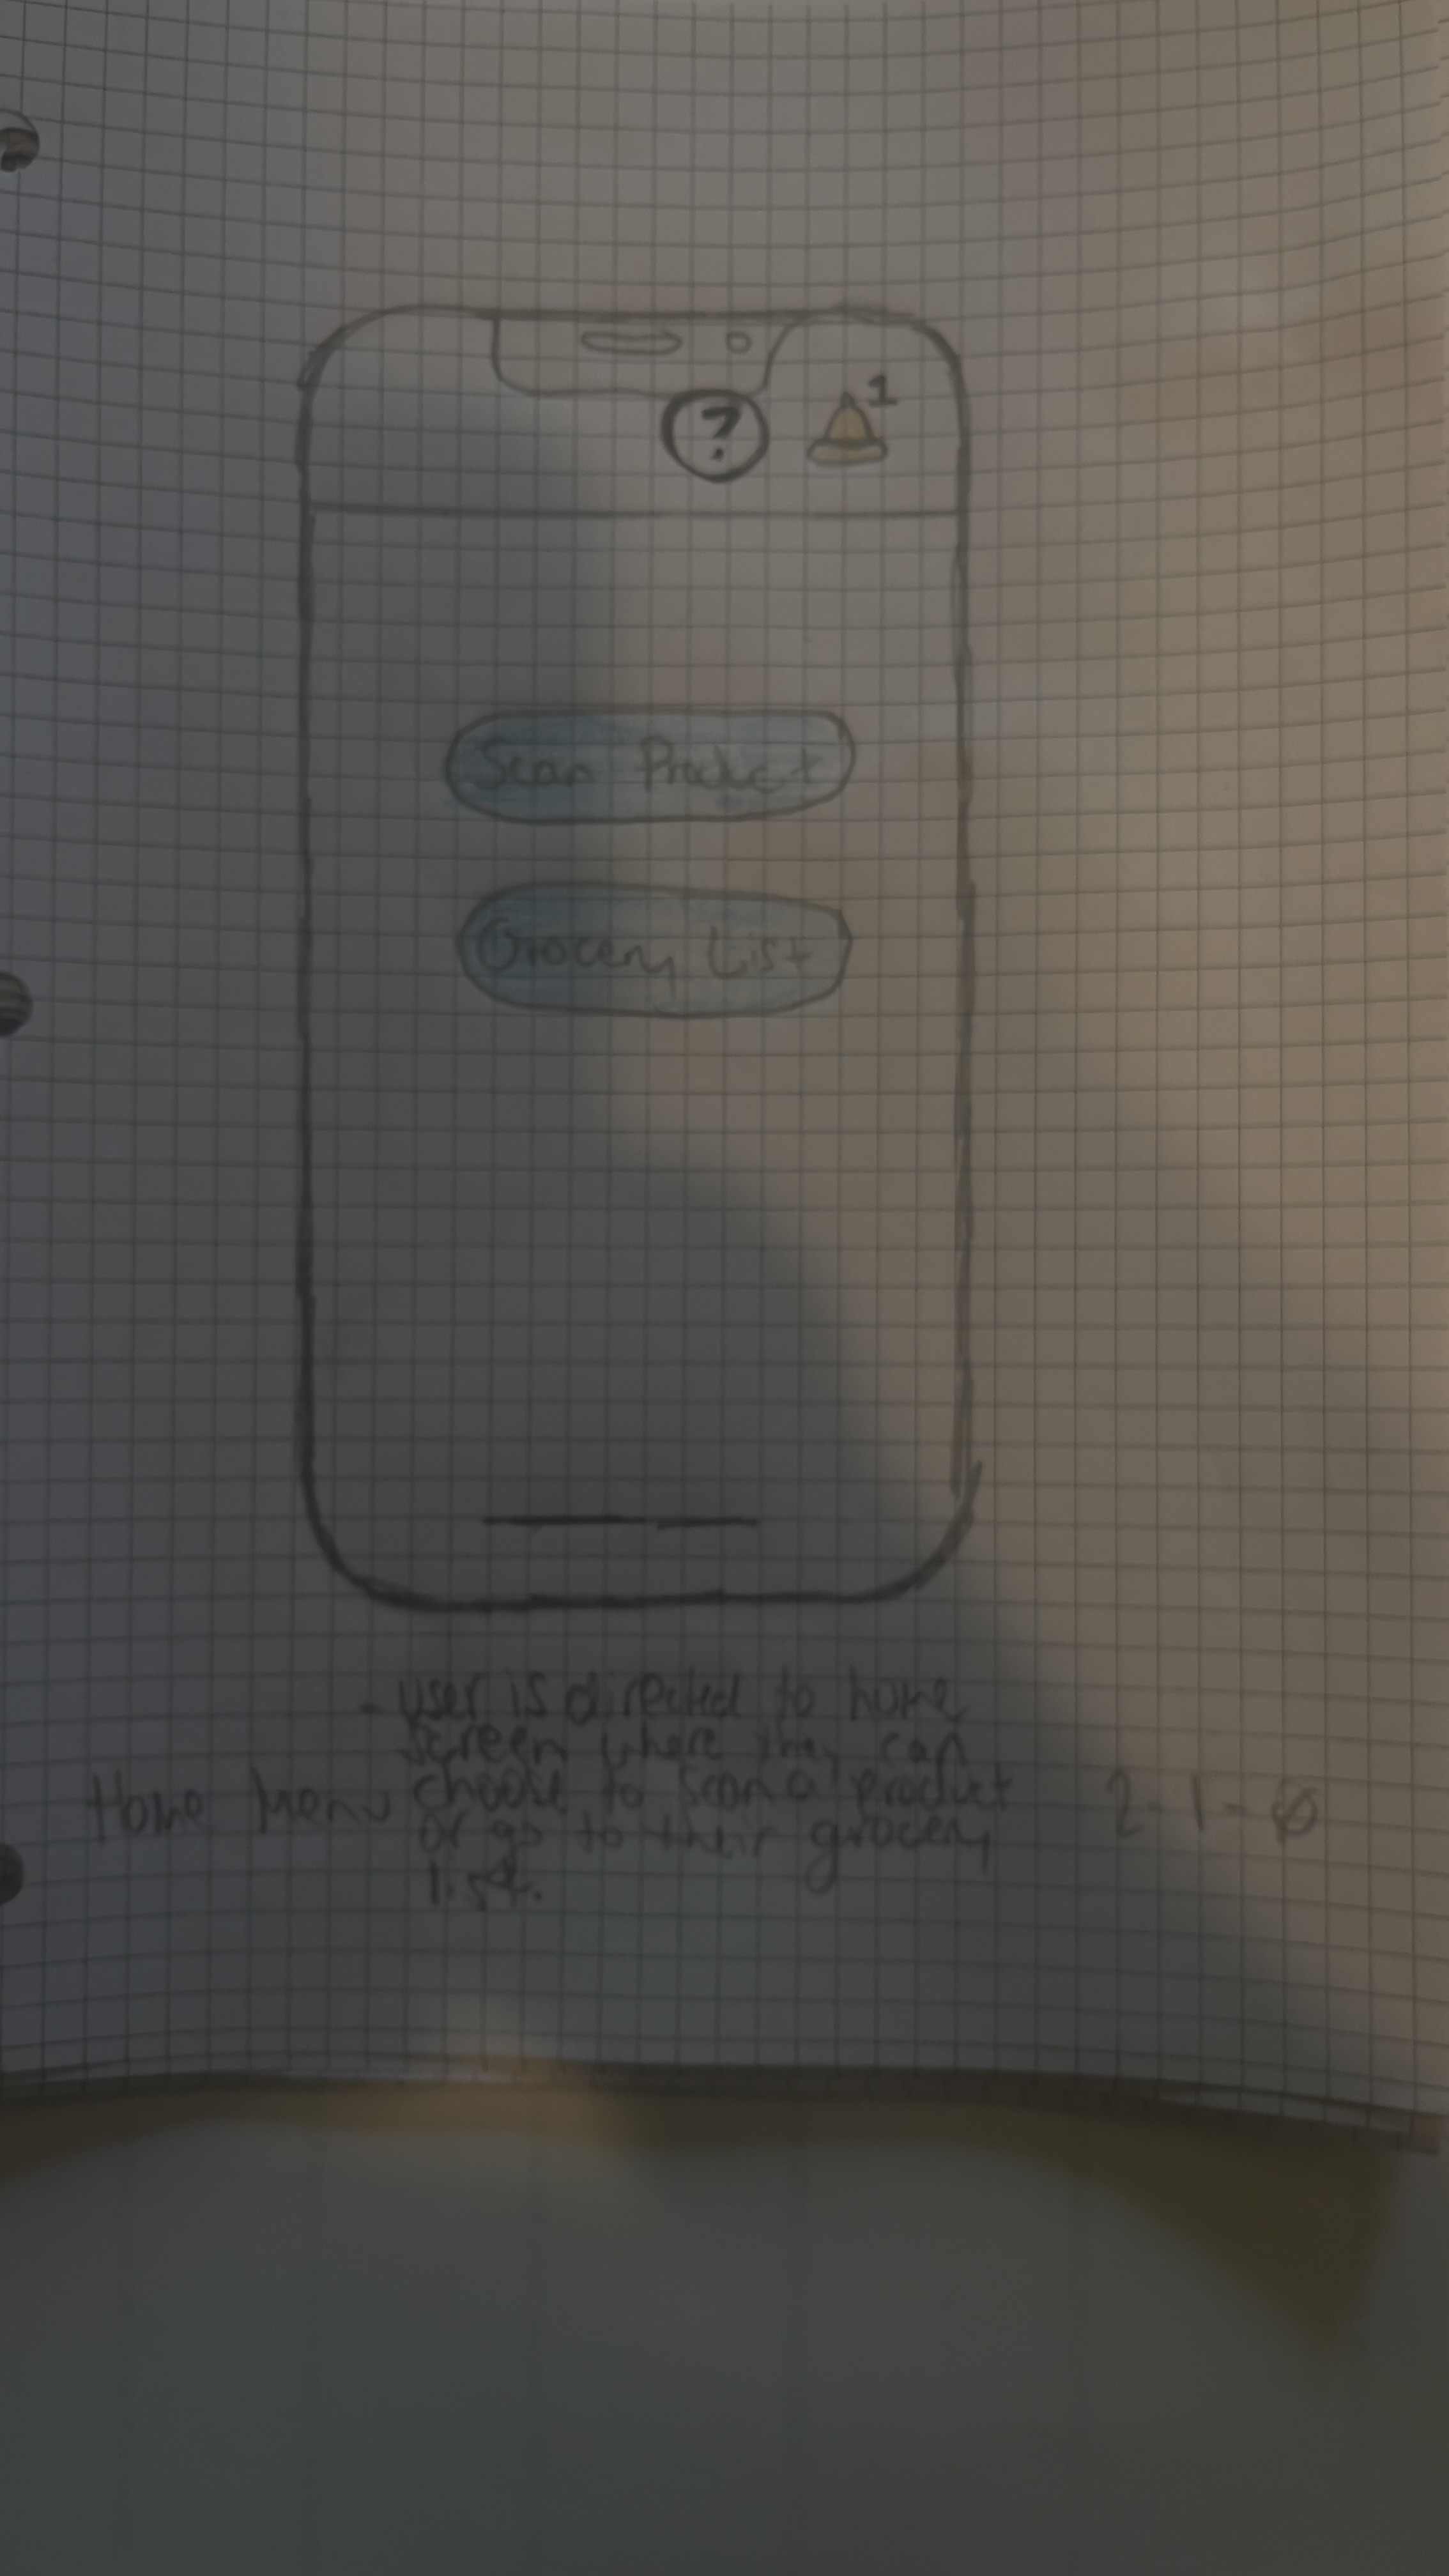 ?
1
Scan Product
Grocery List
- User is directed to home
screen where they can
Home Menu choose to scan a product 2-1-0
or go to their grocery
list.